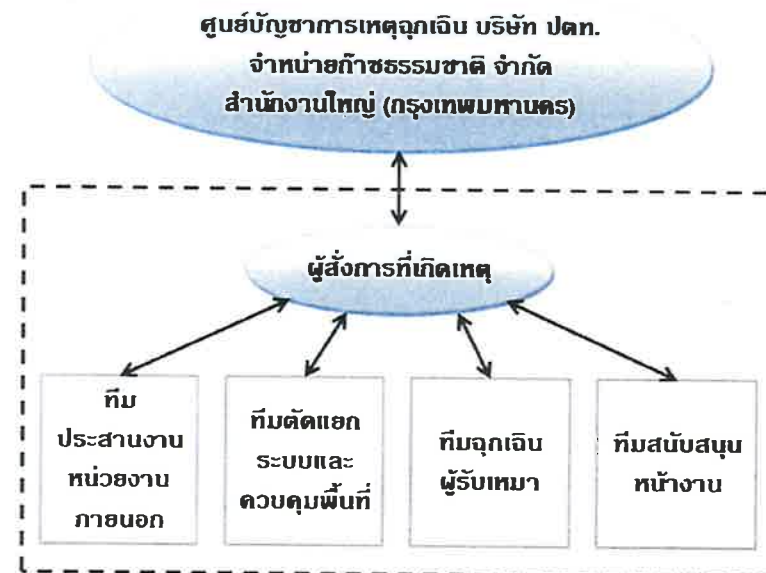 ศูนย์บัญชาการเหตุฉุกเฉิน บริษัท ปตท.
จำหน่ายก๊าซธรรมชาติ จำกัด
สำนักงานใหญ่ (กรุงเทพมหานคร)
ผู้สั่งการที่เกิดเหตุ
ทีม
ประสานงาน
หน่วยงาน
ภายนอก
ทีมตัดแยก
ระบบและ
ควบคุมพื้นที่
ทีมฉุกเฉิน
ผู้รับเหมา
ทีมสนับสนุน
หน้างาน